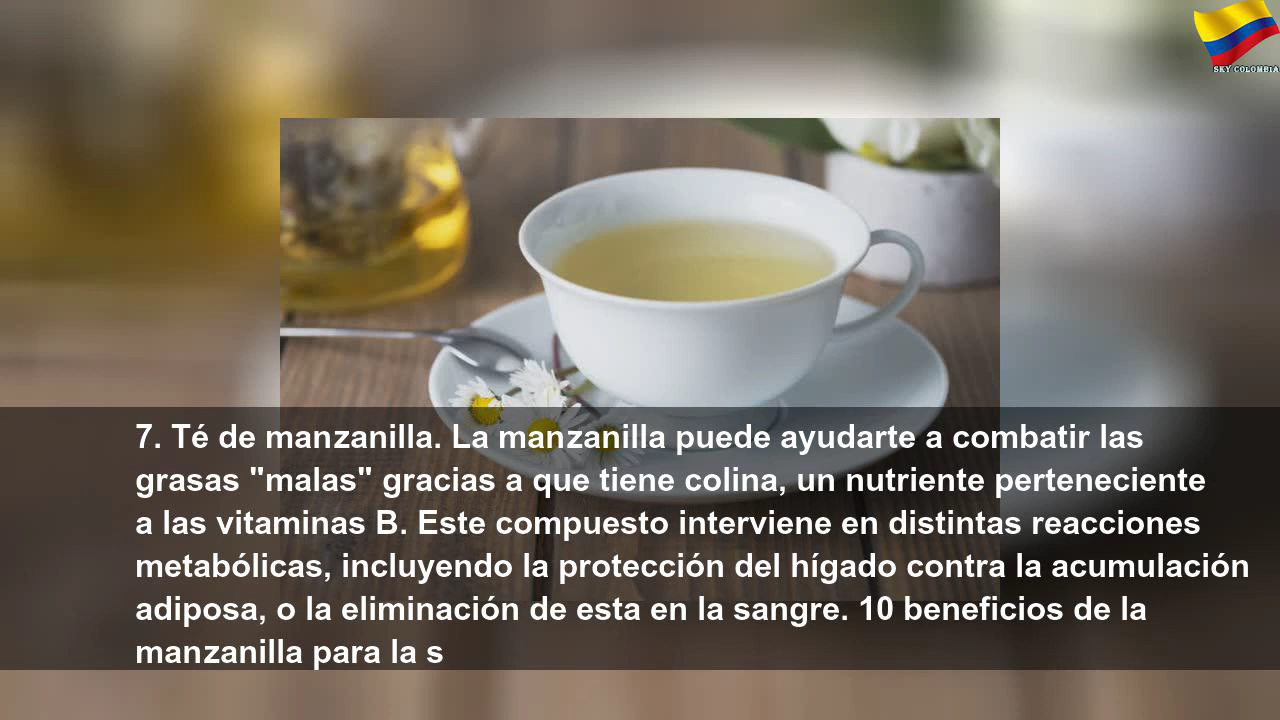 SKY COLOMBIA
7. Té de manzanilla. La manzanilla puede ayudarte a combatir las
grasas "malas" gracias a que tiene colina, un nutriente perteneciente
a las vitaminas B. Este compuesto interviene en distintas reacciones
metabólicas, incluyendo la protección del hígado contra la acumulación
adiposa, o la eliminación de esta en la sangre. 10 beneficios de la
manzanilla para la s